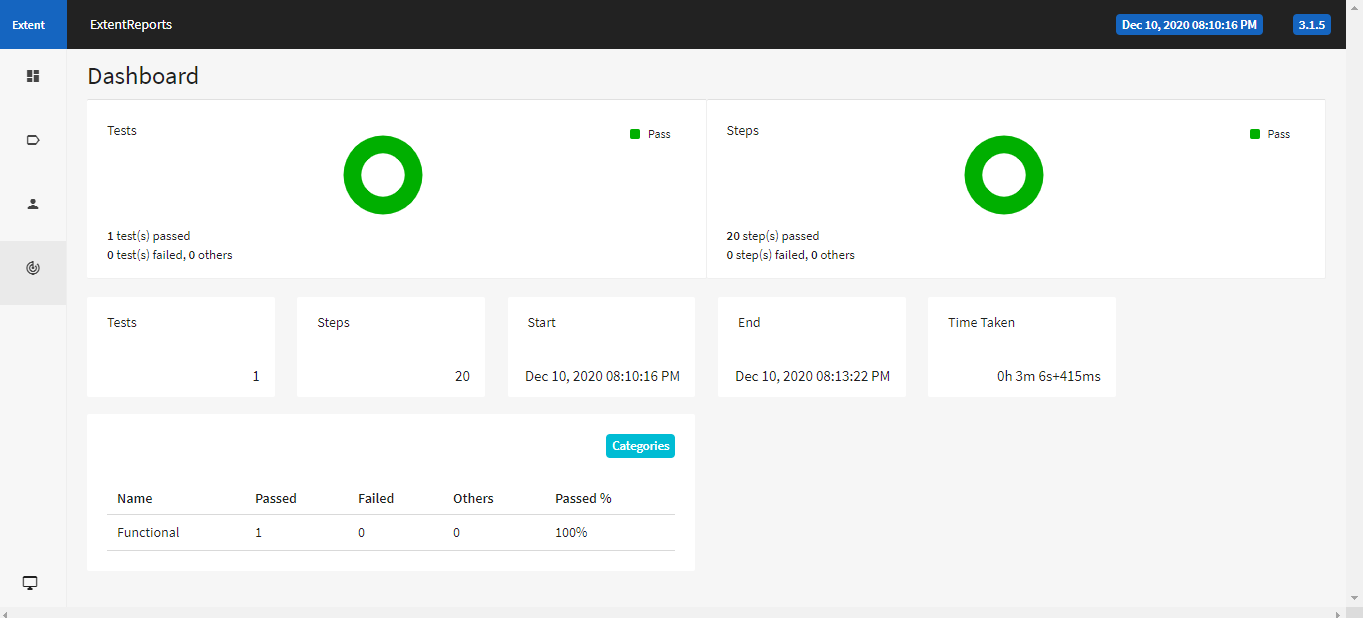 Extent
ExtentReports
Dec 10, 2020 08:10:16 PM
3.1.5
Dashboard
Tests
Pass
1 test(s) passed
0 test(s) failed, 0 others
Steps
Pass
20 step(s) passed
0 step(s) failed, 0 others
Tests
1
Steps
20
Start
Dec 10, 2020 08:10:16 PM
End
Dec 10, 2020 08:13:22 PM
Time Taken
0h 3m 6s+415ms
Categories
Name Passed Failed Others Passed %
Functional 1 0 0 100%